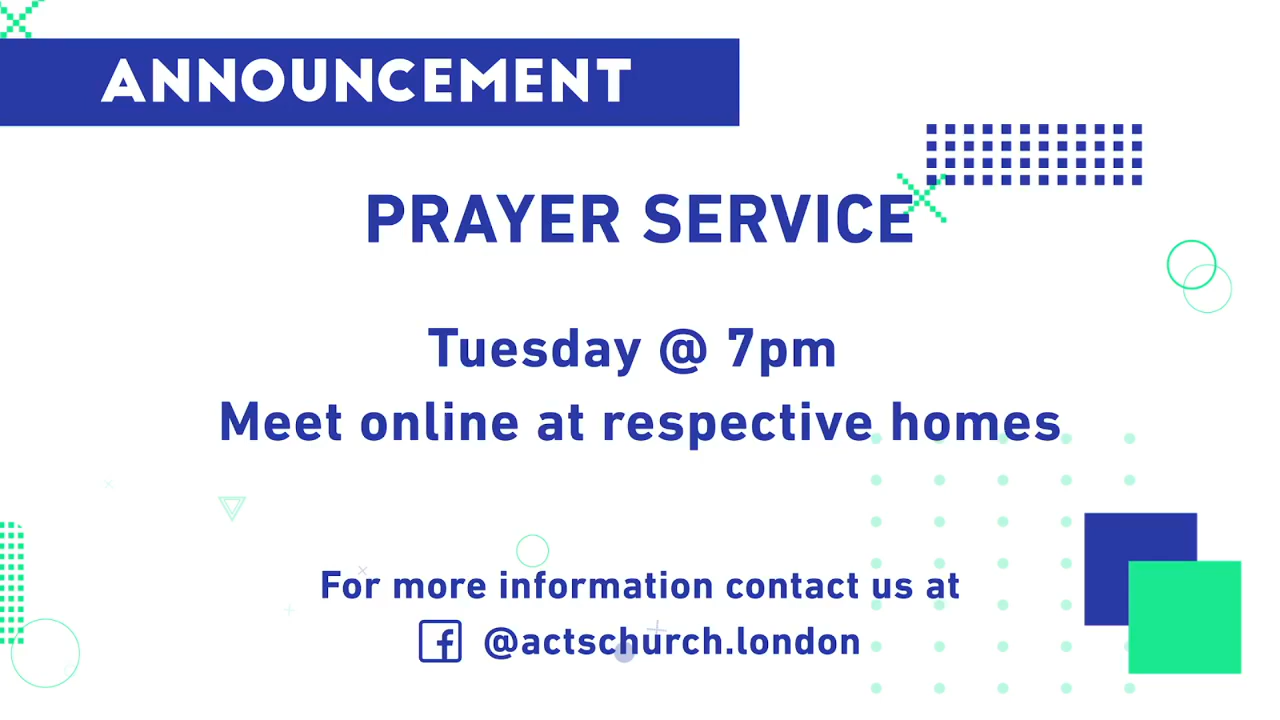 ANNOUNCEMENT
PRAYER SERVICE
Tuesday @ 7pm
Meet online at respective homes
For more information contact us at
@actschurch.london